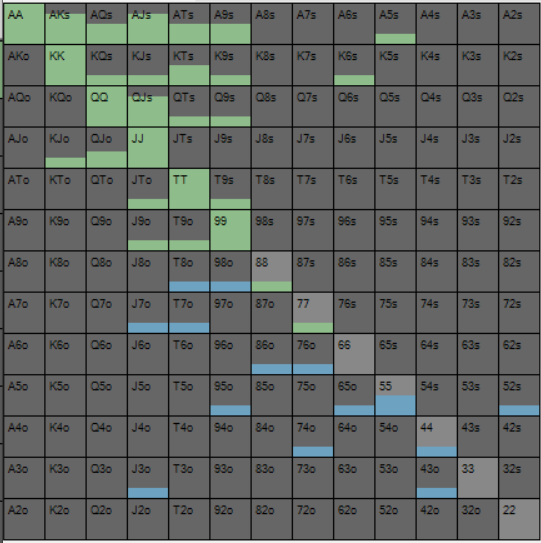 AA AKs AQs AJs ATs A9s A8s A7s A6s A5s A4s A3s A2s
AKo KK KQs KJs KTs K9s K8s K7s K6s K5s K4s K3s K2s
AQo KQo QQ QJs QTs Q9s Q8s Q7s Q6s Q5s Q4s Q3s Q2s
AJo KJo QJo JJ JTs J9s J8s J7s J6s J5s J4s J3s J2s
ATo KTo QTo JTo TT T9s T8s T7s T6s T5s T4s T3s T2s
A9o K9o Q9o J9o T9o 99 98s 97s 96s 95s 94s 93s 92s
A8o K8o Q8o J8o T8o 98o 88 87s 86s 85s 84s 83s 82s
A7o K7o Q7o J7o T7o 97o 87o 77 76s 75s 74s 73s 72s
A6o K6o Q6o J6o T6o 96o 86o 76o 66 65s 64s 63s 62s
A5o K5o Q5o J5o T5o 95o 85o 75o 65o 55 54s 53s 52s
A4o K4o Q4o J4o T4o 94o 84o 74o 64o 54o 44 43s 42s
A3o K3o Q3o J3o T3o 93o 83o 73o 63o 53o 43o 33 32s
A2o K2o Q2o J2o T2o 92o 82o 72o 62o 52o 42o 32o 22